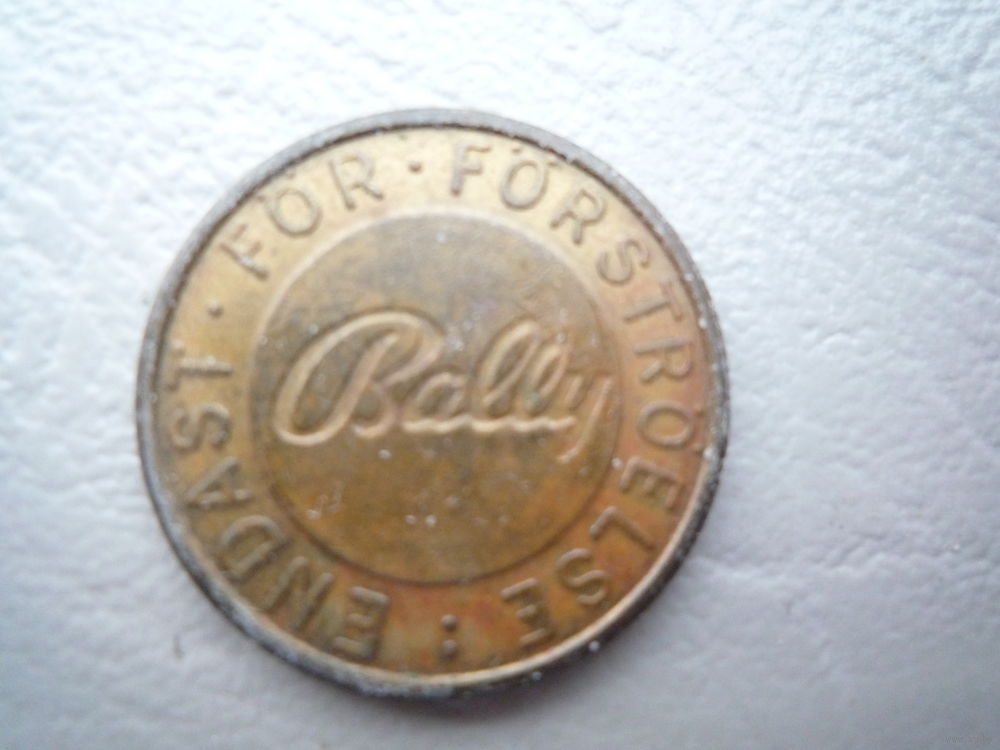 ENDAST · FÖR · FÖRSTRÖELSE :
Bally